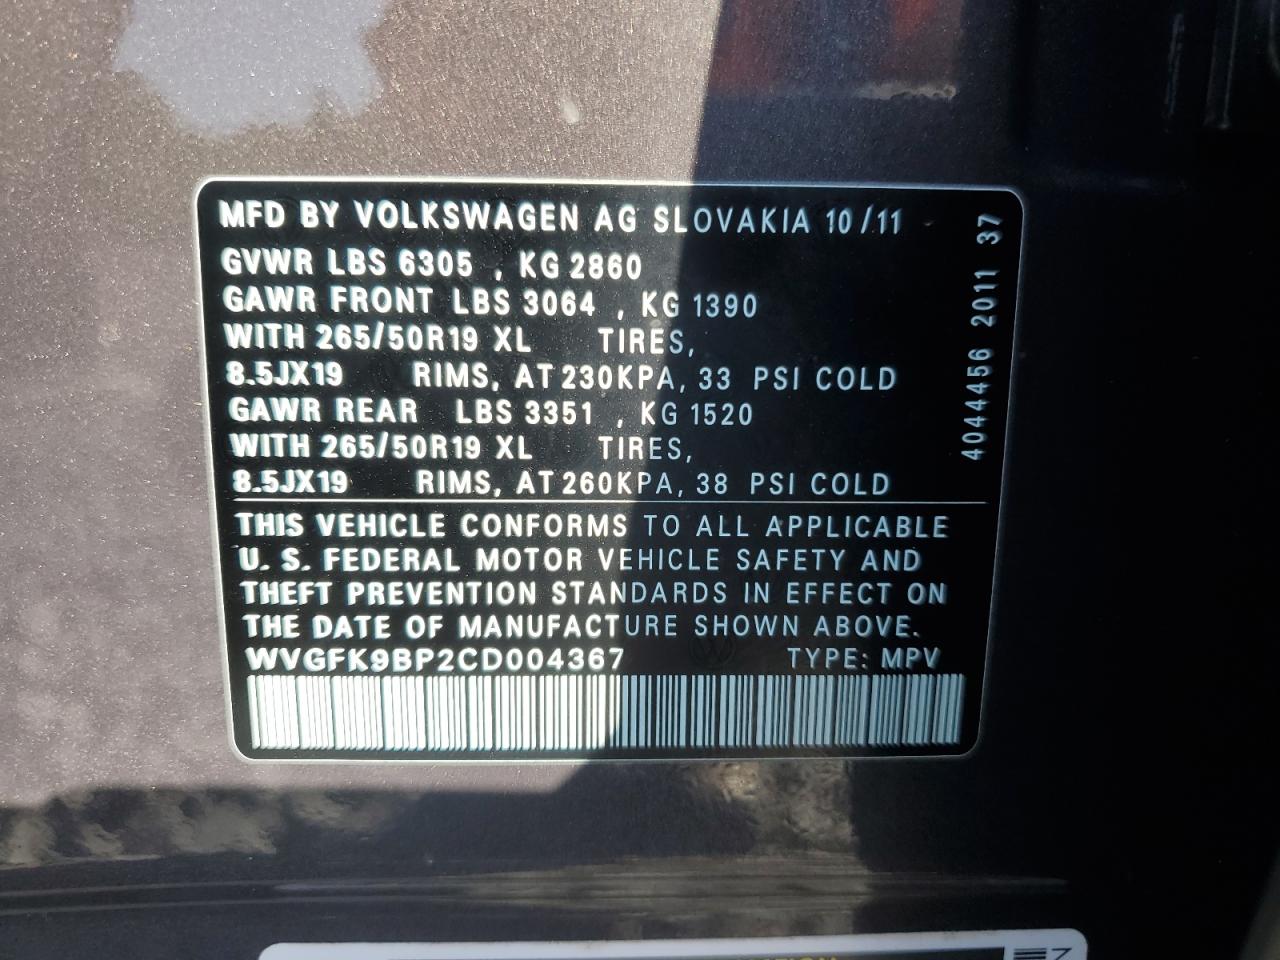 MFD BY VOLKSWAGEN AG SLOVAKIA 10/11
GVWR LBS 6305 , KG 2860
GAWR FRONT LBS 3064 , KG 1390
WITH 265/50R19 XL TIRES,
8.5JX19 RIMS, AT 230KPA, 33 PSI COLD
GAWR REAR LBS 3351 , KG 1520
WITH 265/50R19 XL TIRES,
8.5JX19 RIMS, AT 260KPA, 38 PSI COLD
THIS VEHICLE CONFORMS TO ALL APPLICABLE
U. S. FEDERAL MOTOR VEHICLE SAFETY AND
THEFT PREVENTION STANDARDS IN EFFECT ON
THE DATE OF MANUFACTURE SHOWN ABOVE.
WVGFK9BP2CD004367 TYPE: MPV
4044456 2011 37